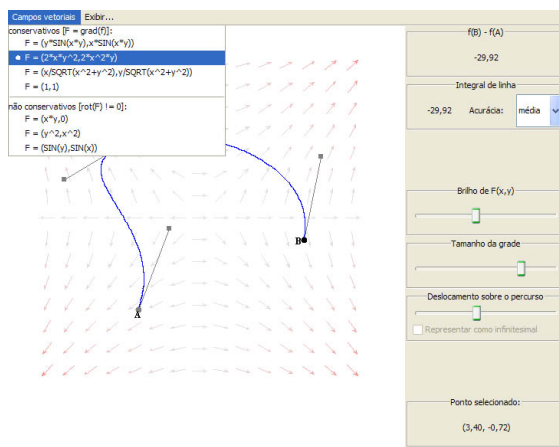 Campos vetoriais Exibir...
conservativos [F = grad(f)]:
F = (y*SIN(x*y),x*SIN(x*y))
F = (2*x*y^2,2*x^2*y)
F = (x/SQRT(x^2+y^2),y/SQRT(x^2+y^2))
F = (1,1)
não conservativos [rot(F) != 0]:
F = (x*y,0)
F = (y^2,x^2)
F = (SIN(y),SIN(x))
B
A
f(B) - f(A)
-29,92
Integral de linha
-29,92 Acurácia: média
Brilho de F(x,y)
Tamanho da grade
Deslocamento sobre o percurso
Representar como infinitesimal
Ponto selecionado:
(3,40, -0,72)